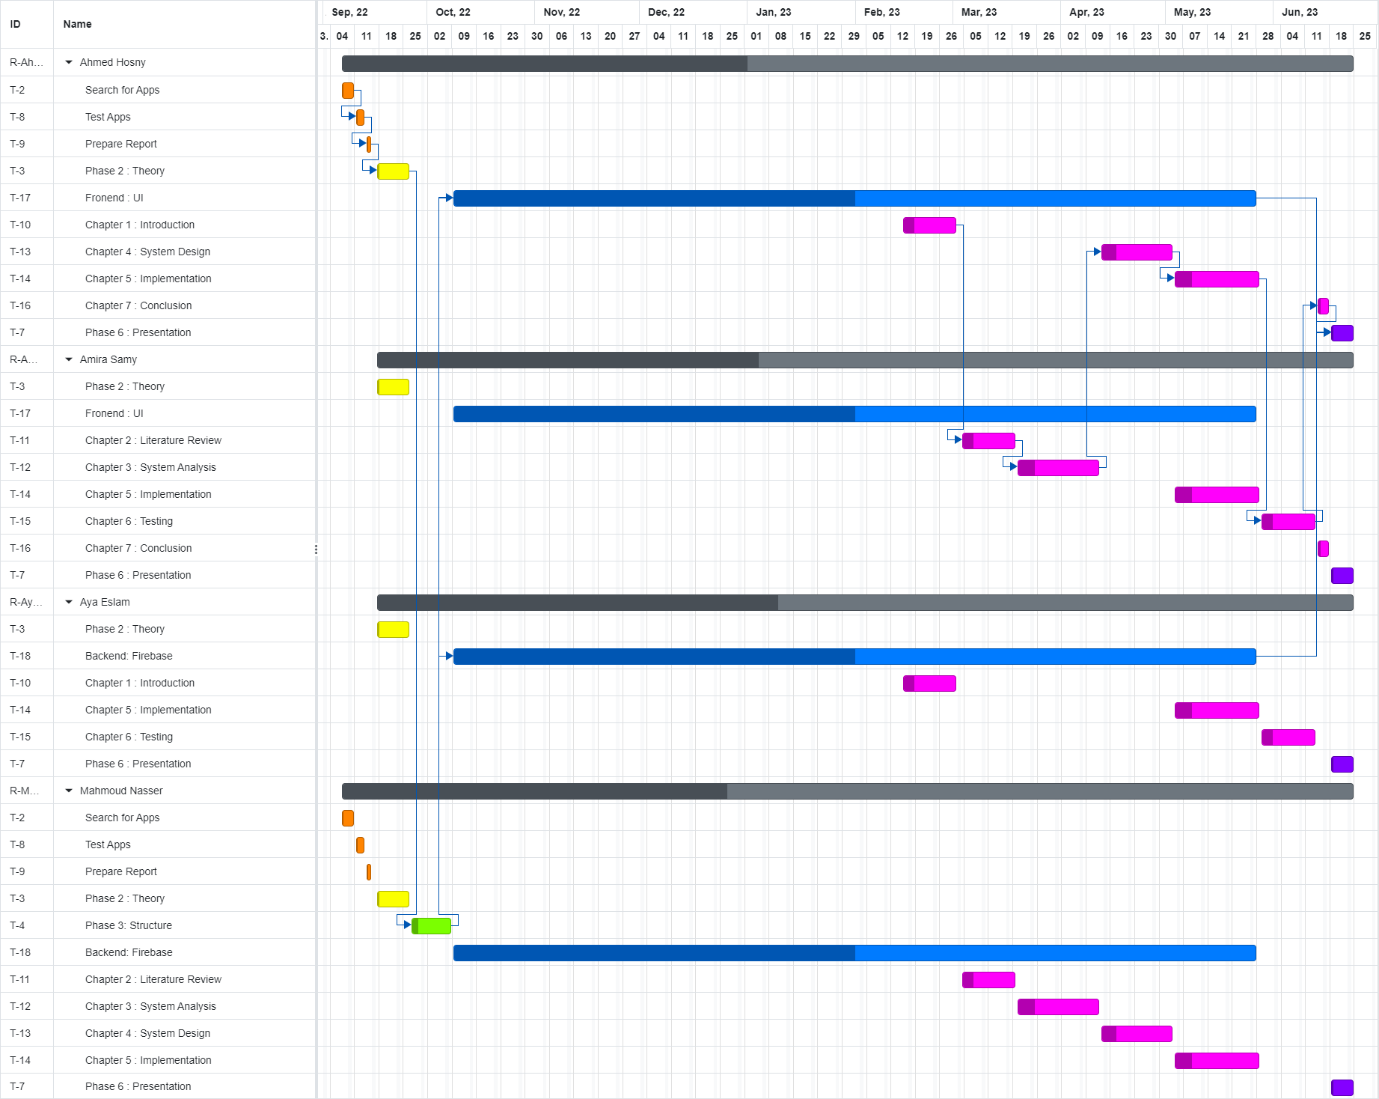 ID Name Sep, 22 Oct, 22 Nov, 22 Dec, 22 Jan, 23 Feb, 23 Mar, 23 Apr, 23 May, 23 Jun, 23
3. 04 11 18 25 02 09 16 23 30 06 13 20 27 04 11 18 25 01 08 15 22 29 05 12 19 26 05 12 19 26 02 09 16 23 30 07 14 21 28 04 11 18 25
R-Ah... Ahmed Hosny
T-2 Search for Apps
T-8 Test Apps
T-9 Prepare Report
T-3 Phase 2 : Theory
T-17 Fronend : UI
T-10 Chapter 1 : Introduction
T-13 Chapter 4 : System Design
T-14 Chapter 5 : Implementation
T-16 Chapter 7 : Conclusion
T-7 Phase 6 : Presentation
R-A... Amira Samy
T-3 Phase 2 : Theory
T-17 Fronend : UI
T-11 Chapter 2 : Literature Review
T-12 Chapter 3 : System Analysis
T-14 Chapter 5 : Implementation
T-15 Chapter 6 : Testing
T-16 Chapter 7 : Conclusion
T-7 Phase 6 : Presentation
R-Ay... Aya Eslam
T-3 Phase 2 : Theory
T-18 Backend: Firebase
T-10 Chapter 1 : Introduction
T-14 Chapter 5 : Implementation
T-15 Chapter 6 : Testing
T-7 Phase 6 : Presentation
R-M... Mahmoud Nasser
T-2 Search for Apps
T-8 Test Apps
T-9 Prepare Report
T-3 Phase 2 : Theory
T-4 Phase 3: Structure
T-18 Backend: Firebase
T-11 Chapter 2 : Literature Review
T-12 Chapter 3 : System Analysis
T-13 Chapter 4 : System Design
T-14 Chapter 5 : Implementation
T-7 Phase 6 : Presentation